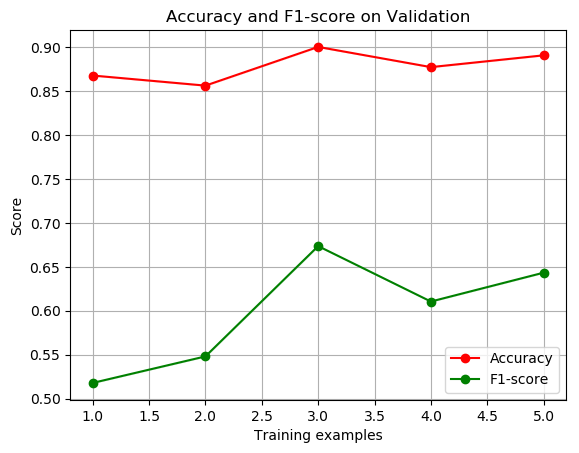 Accuracy and F1-score on Validation
0.90
0.85
0.80
0.75
0.70
0.65
0.60
0.55
0.50
Score
Accuracy
F1-score
1.0 1.5 2.0 2.5 3.0 3.5 4.0 4.5 5.0
Training examples